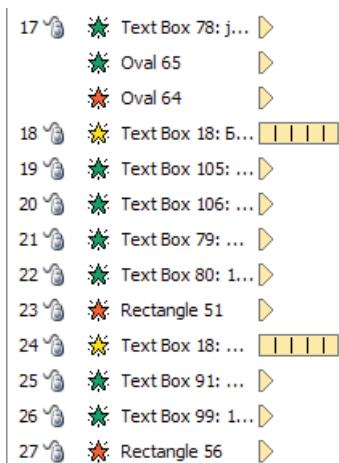 17 Text Box 78: j...
Oval 65
Oval 64
18 Text Box 18: Б...
19 Text Box 105: ...
20 Text Box 106: ...
21 Text Box 79: ...
22 Text Box 80: 1...
23 Rectangle 51
24 Text Box 18: ...
25 Text Box 91: ...
26 Text Box 99: 1...
27 Rectangle 56